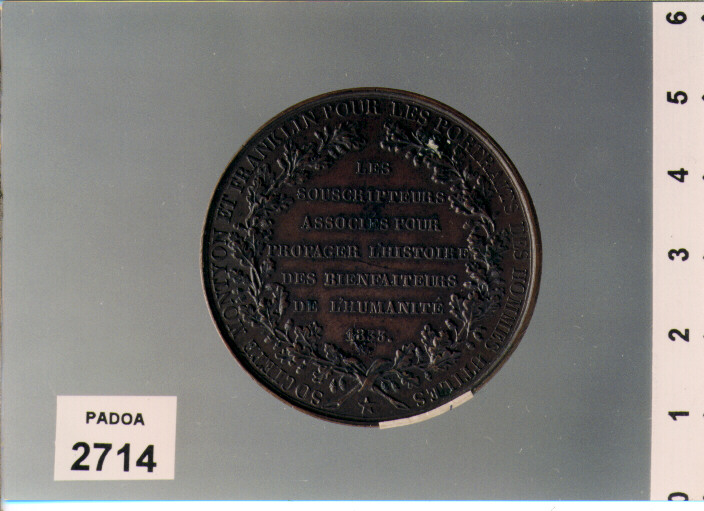 SOCIÉTÉ MONTYON ET FRANKLIN POUR LES PORTRAITS DES HOMMES UTILES
LES
SOUSCRIPTEURS
ASSOCIÉS POUR
PROPAGER L'HISTOIRE
DES BIENFAITEURS
DE L'HUMANITÉ
PADOA
2714
6
5
4
3
2
1
0